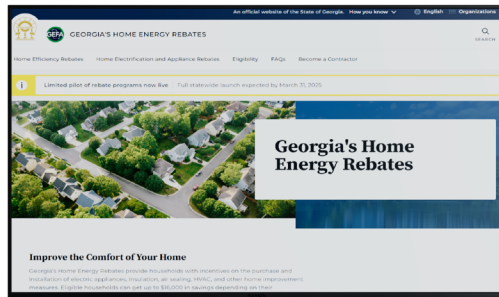 An official website of the State of Georgia. How you know
English
Organizations
GEFA
GEORGIA'S HOME ENERGY REBATES
SEARCH
Home Efficiency Rebates Home Electrification and Appliance Rebates Eligibility FAQs Become a Contractor
Limited pilot of rebate programs now live Full statewide launch expected by March 31, 2025
Georgia's Home
Energy Rebates
Improve the Comfort of Your Home
Georgia's Home Energy Rebates provide households with incentives on the purchase and
installation of electric appliances, insulation, air sealing, HVAC, and other home improvement
measures. Eligible households can get up to $16,000 in savings depending on their